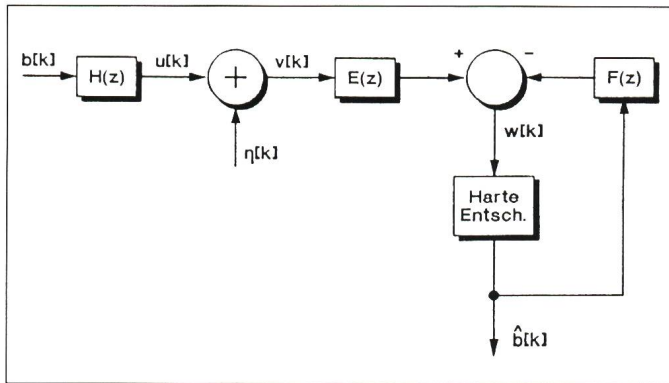 b[k]
H(z)
u[k]
+
v[k]
E(z)
+
−
F(z)
η[k]
w[k]
Harte
Entsch.
b̂[k]